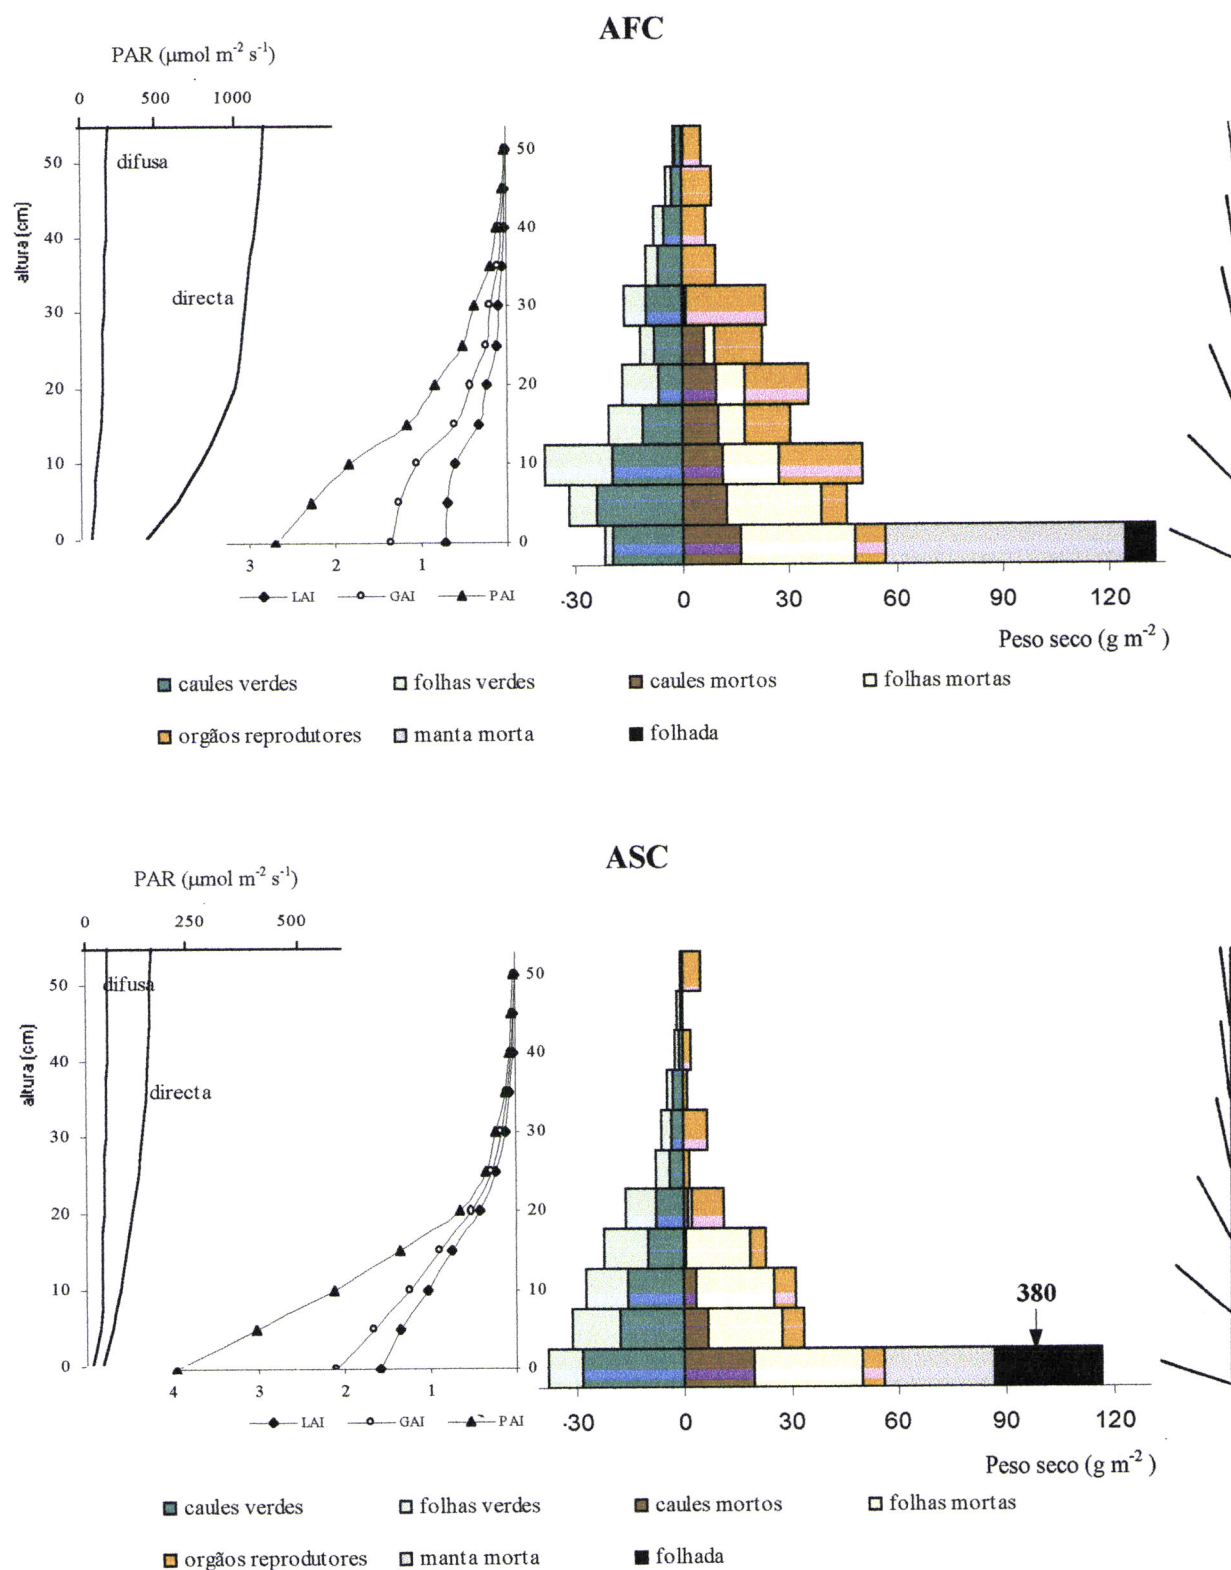 AFC
PAR (μmol m-2 s-1)
0 500 1000
difusa
directa
altura (cm)
50
40
30
20
10
0
50
40
30
20
10
0
3 2 1
LAI GAI PAI
-30 0 30 60 90 120
Peso seco (g m-2 )
caules verdes folhas verdes caules mortos folhas mortas
orgãos reprodutores manta morta folhada
ASC
PAR (μmol m-2 s-1)
0 250 500
difusa
directa
altura (cm)
50
40
30
20
10
0
50
40
30
20
10
0
4 3 2 1
LAI GAI PAI
380
-30 0 30 60 90 120
Peso seco (g m-2 )
caules verdes folhas verdes caules mortos folhas mortas
orgãos reprodutores manta morta folhada